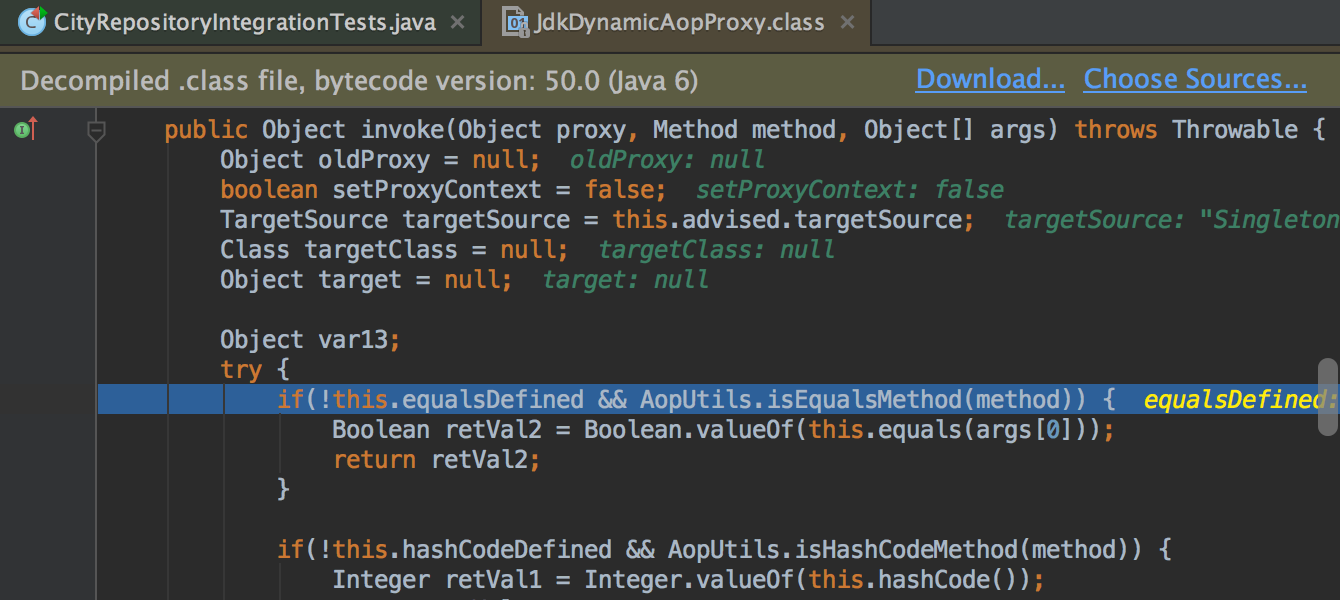 CityRepositoryIntegrationTests.java × JdkDynamicAopProxy.class ×
Decompiled .class file, bytecode version: 50.0 (Java 6) Download... Choose Sources...
public Object invoke(Object proxy, Method method, Object[] args) throws Throwable {
Object oldProxy = null; oldProxy: null
boolean setProxyContext = false; setProxyContext: false
TargetSource targetSource = this.advised.targetSource; targetSource: "Singleton
Class targetClass = null; targetClass: null
Object target = null; target: null
Object var13;
try {
if(!this.equalsDefined && AopUtils.isEqualsMethod(method)) { equalsDefined:
Boolean retVal2 = Boolean.valueOf(this.equals(args[0]));
return retVal2;
}
if(!this.hashCodeDefined && AopUtils.isHashCodeMethod(method)) {
Integer retVal1 = Integer.valueOf(this.hashCode());